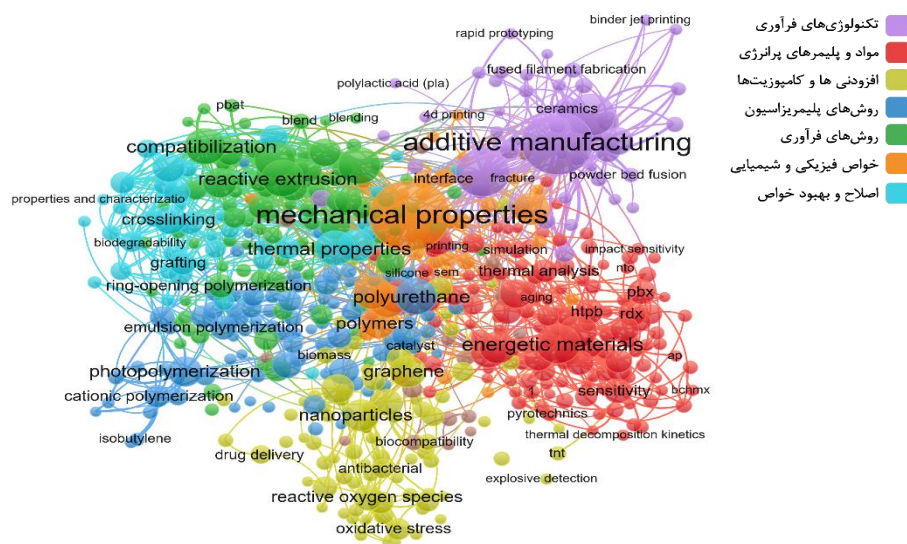 binder jet printing
rapid prototyping
fused filament fabrication
polylactic acid (pla)
ceramics
pbat
4d printing
blend
blending
additive manufacturing
compatibilization
reactive extrusion
interface
fracture
powder bed fusion
properties and characterizatio
mechanical properties
crosslinking
biodegradability
thermal properties
printing
simulation
impact sensitivity
grafting
silicone
sem
thermal analysis
nto
ring-opening polymerization
polyurethane
aging
pbx
htpb
rdx
emulsion polymerization
polymers
catalyst
energetic materials
biomass
ap
photopolymerization
graphene
cationic polymerization
1
sensitivity
bchmx
nanoparticles
pyrotechnics
isobutylene
biocompatibility
thermal decomposition kinetics
drug delivery
tnt
antibacterial
explosive detection
reactive oxygen species
oxidative stress
تکنولوژی‌های فرآوری
مواد و پلیمرهای پرانرژی
افزودنی ها و کامپوزیت‌ها
روش‌های پلیمریزاسیون
روش‌های فرآوری
خواص فیزیکی و شیمیایی
اصلاح و بهبود خواص